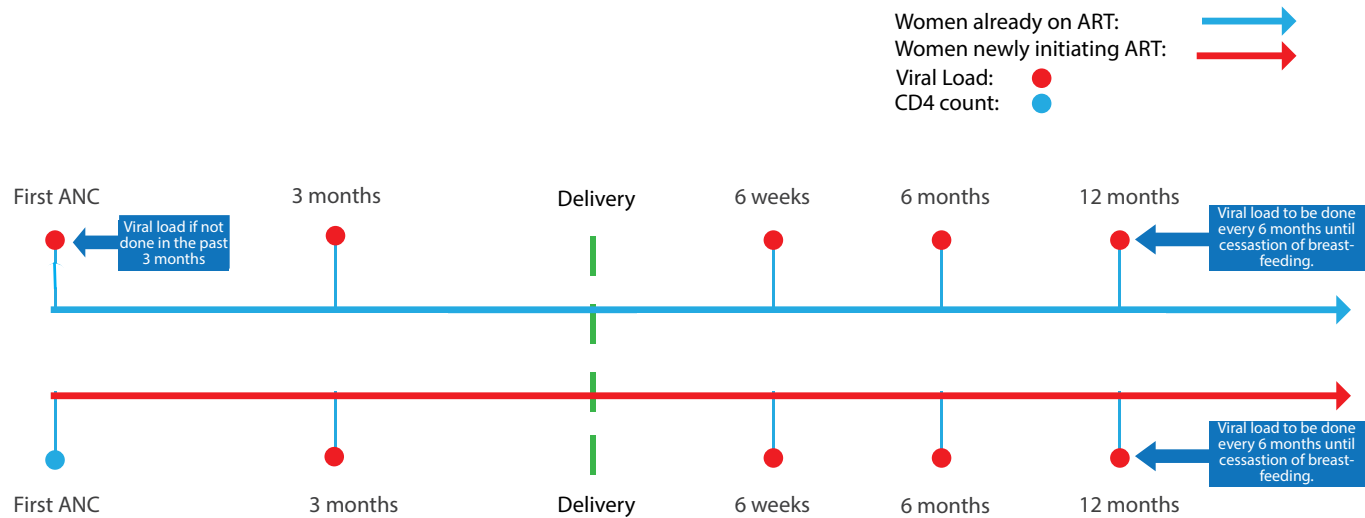 Women already on ART:
Women newly initiating ART:
Viral Load:
CD4 count:
First ANC
3 months
Delivery
6 weeks
6 months
12 months
Viral load if not
done in the past
3 months
Viral load to be done
every 6 months until
cessastion of breast-
feeding.
Viral load to be done
every 6 months until
cessastion of breast-
feeding.
First ANC
3 months
Delivery
6 weeks
6 months
12 months